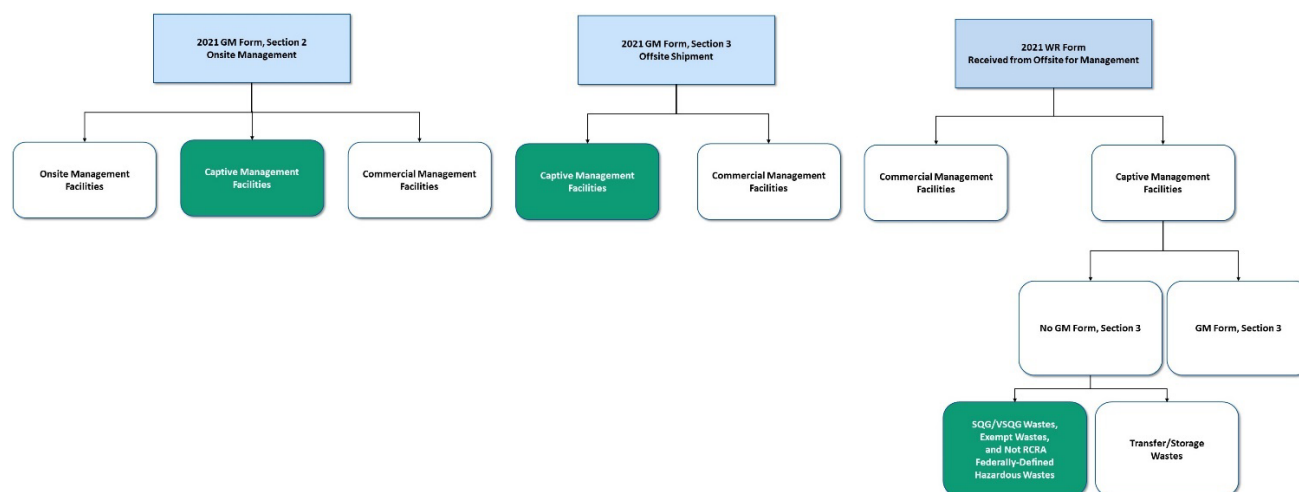 2021 GM Form, Section 2
Onsite Management
2021 GM Form, Section 3
Offsite Shipment
2021 WR Form
Received from Offsite for Management
Onsite Management
Facilities
Captive Management
Facilities
Commercial Management
Facilities
Captive Management
Facilities
Commercial Management
Facilities
Commercial Management
Facilities
Captive Management
Facilities
No GM Form, Section 3
GM Form, Section 3
SQG/VSQG Wastes,
Exempt Wastes,
and Not RCRA
Federally-Defined
Hazardous Wastes
Transfer/Storage
Wastes